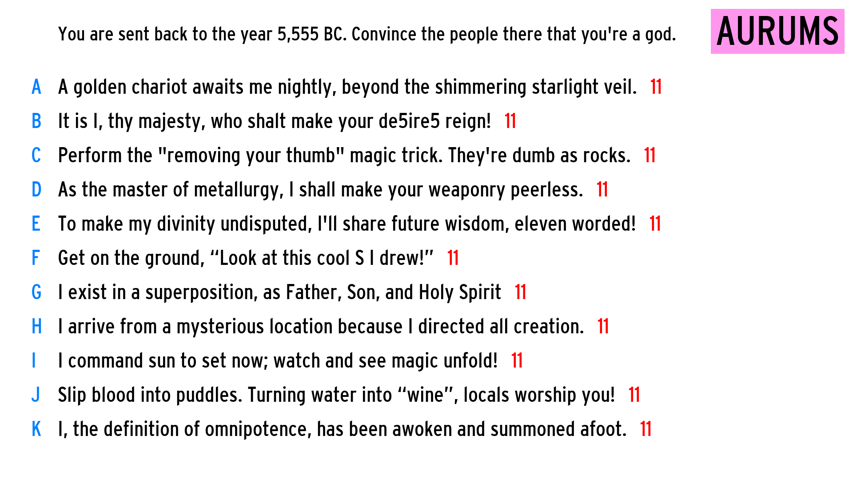 You are sent back to the year 5,555 BC. Convince the people there that you're a god.
AURUMS
A A golden chariot awaits me nightly, beyond the shimmering starlight veil. 11
B It is I, thy majesty, who shalt make your de5ire5 reign! 11
C Perform the "removing your thumb" magic trick. They're dumb as rocks. 11
D As the master of metallurgy, I shall make your weaponry peerless. 11
E To make my divinity undisputed, I'll share future wisdom, eleven worded! 11
F Get on the ground, “Look at this cool S I drew!” 11
G I exist in a superposition, as Father, Son, and Holy Spirit 11
H I arrive from a mysterious location because I directed all creation. 11
I I command sun to set now; watch and see magic unfold! 11
J Slip blood into puddles. Turning water into “wine”, locals worship you! 11
K I, the definition of omnipotence, has been awoken and summoned afoot. 11